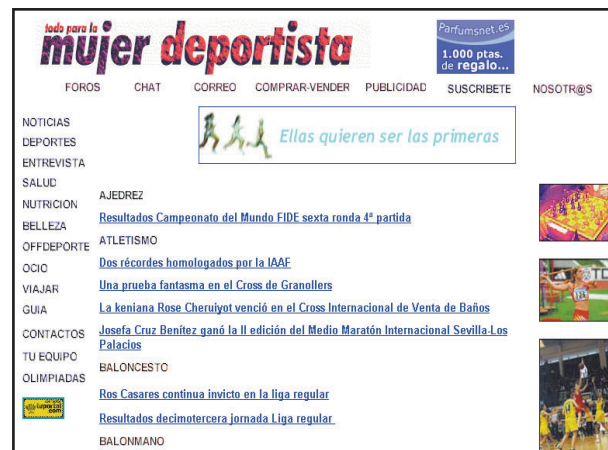 todo para la
mujer deportista
Parfumsnet.es
1.000 ptas.
de regalo...
FOROS CHAT CORREO COMPRAR-VENDER PUBLICIDAD SUSCRIBETE NOSOTR@S
Ellas quieren ser las primeras
NOTICIAS
DEPORTES
ENTREVISTA
SALUD
NUTRICION
BELLEZA
OFFDEPORTE
OCIO
VIAJAR
GUIA
CONTACTOS
TU EQUIPO
OLIMPIADAS
AJEDREZ
Resultados Campeonato del Mundo FIDE sexta ronda 4ª partida
ATLETISMO
Dos récordes homologados por la IAAF
Una prueba fantasma en el Cross de Granollers
La keniana Rose Cheruiyot venció en el Cross Internacional de Venta de Baños
Josefa Cruz Benítez ganó la II edición del Medio Maratón Internacional Sevilla-Los
Palacios
BALONCESTO
Ros Casares continua invicto en la liga regular
Resultados decimotercera jornada Liga regular
BALONMANO